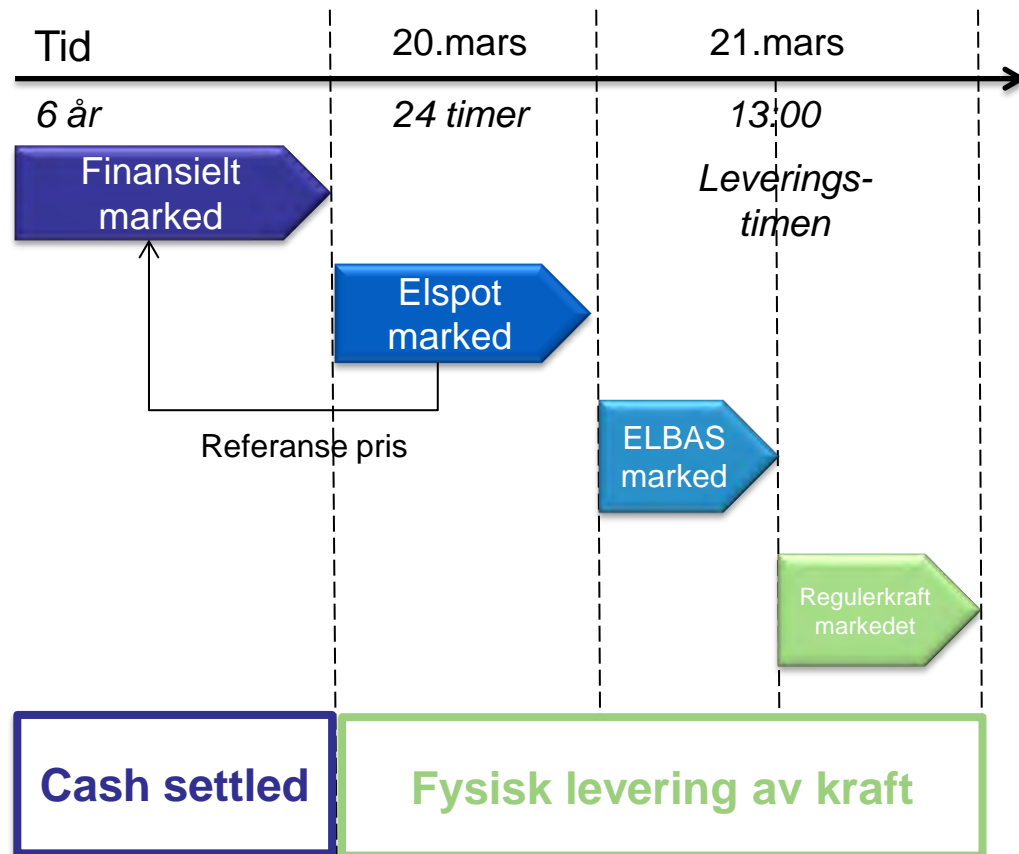 Tid
20.mars
21.mars
6 år
24 timer
13:00
Finansielt
marked
Leverings-
timen
Elspot
marked
Referanse pris
ELBAS
marked
Regulerkraft
markedet
Cash settled
Fysisk levering av kraft